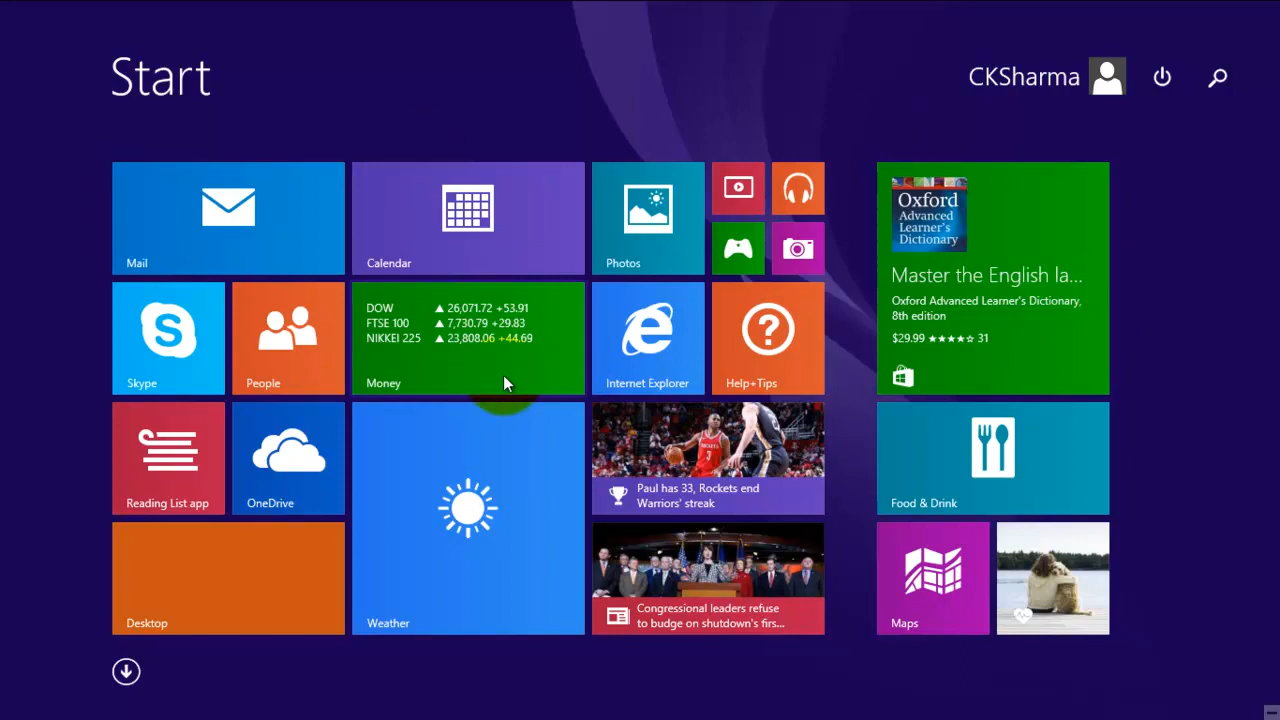 Start
CKSharma
Mail
Calendar
Photos
Oxford
Advanced
Learner's
Dictionary
Master the English la...
Oxford Advanced Learner's Dictionary,
8th edition
$29.99 ★★★★☆ 31
Skype
People
DOW ▲ 26,071.72 +53.91
FTSE 100 ▲ 7,730.79 +29.83
NIKKEI 225 ▲ 23,808.06 +44.69
Money
Internet Explorer
Help+Tips
Reading List app
OneDrive
Weather
Paul has 33, Rockets end
Warriors' streak
Food & Drink
Desktop
Congressional leaders refuse
to budge on shutdown's firs...
Maps